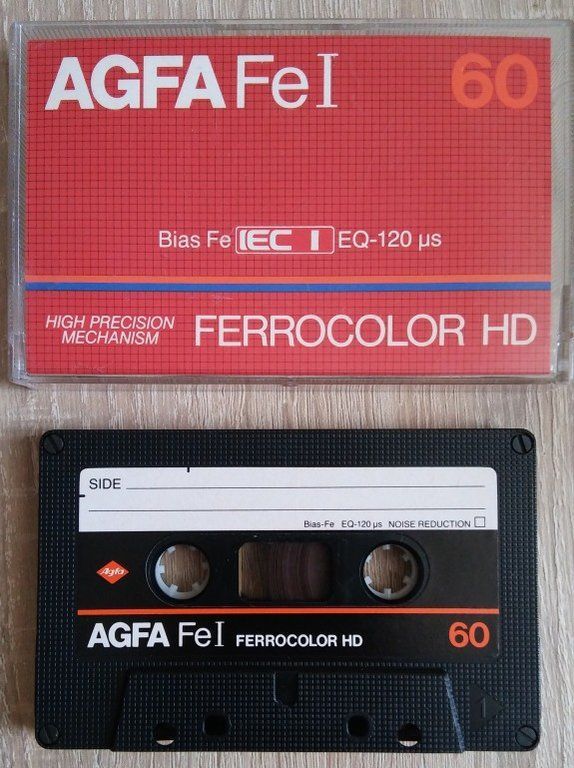 AGFA FeI 60
Bias Fe IEC I EQ-120 µs
HIGH PRECISION
MECHANISM
FERROCOLOR HD
SIDE
Bias-Fe EQ-120 µs NOISE REDUCTION
Agfa
AGFA FeI FERROCOLOR HD 60